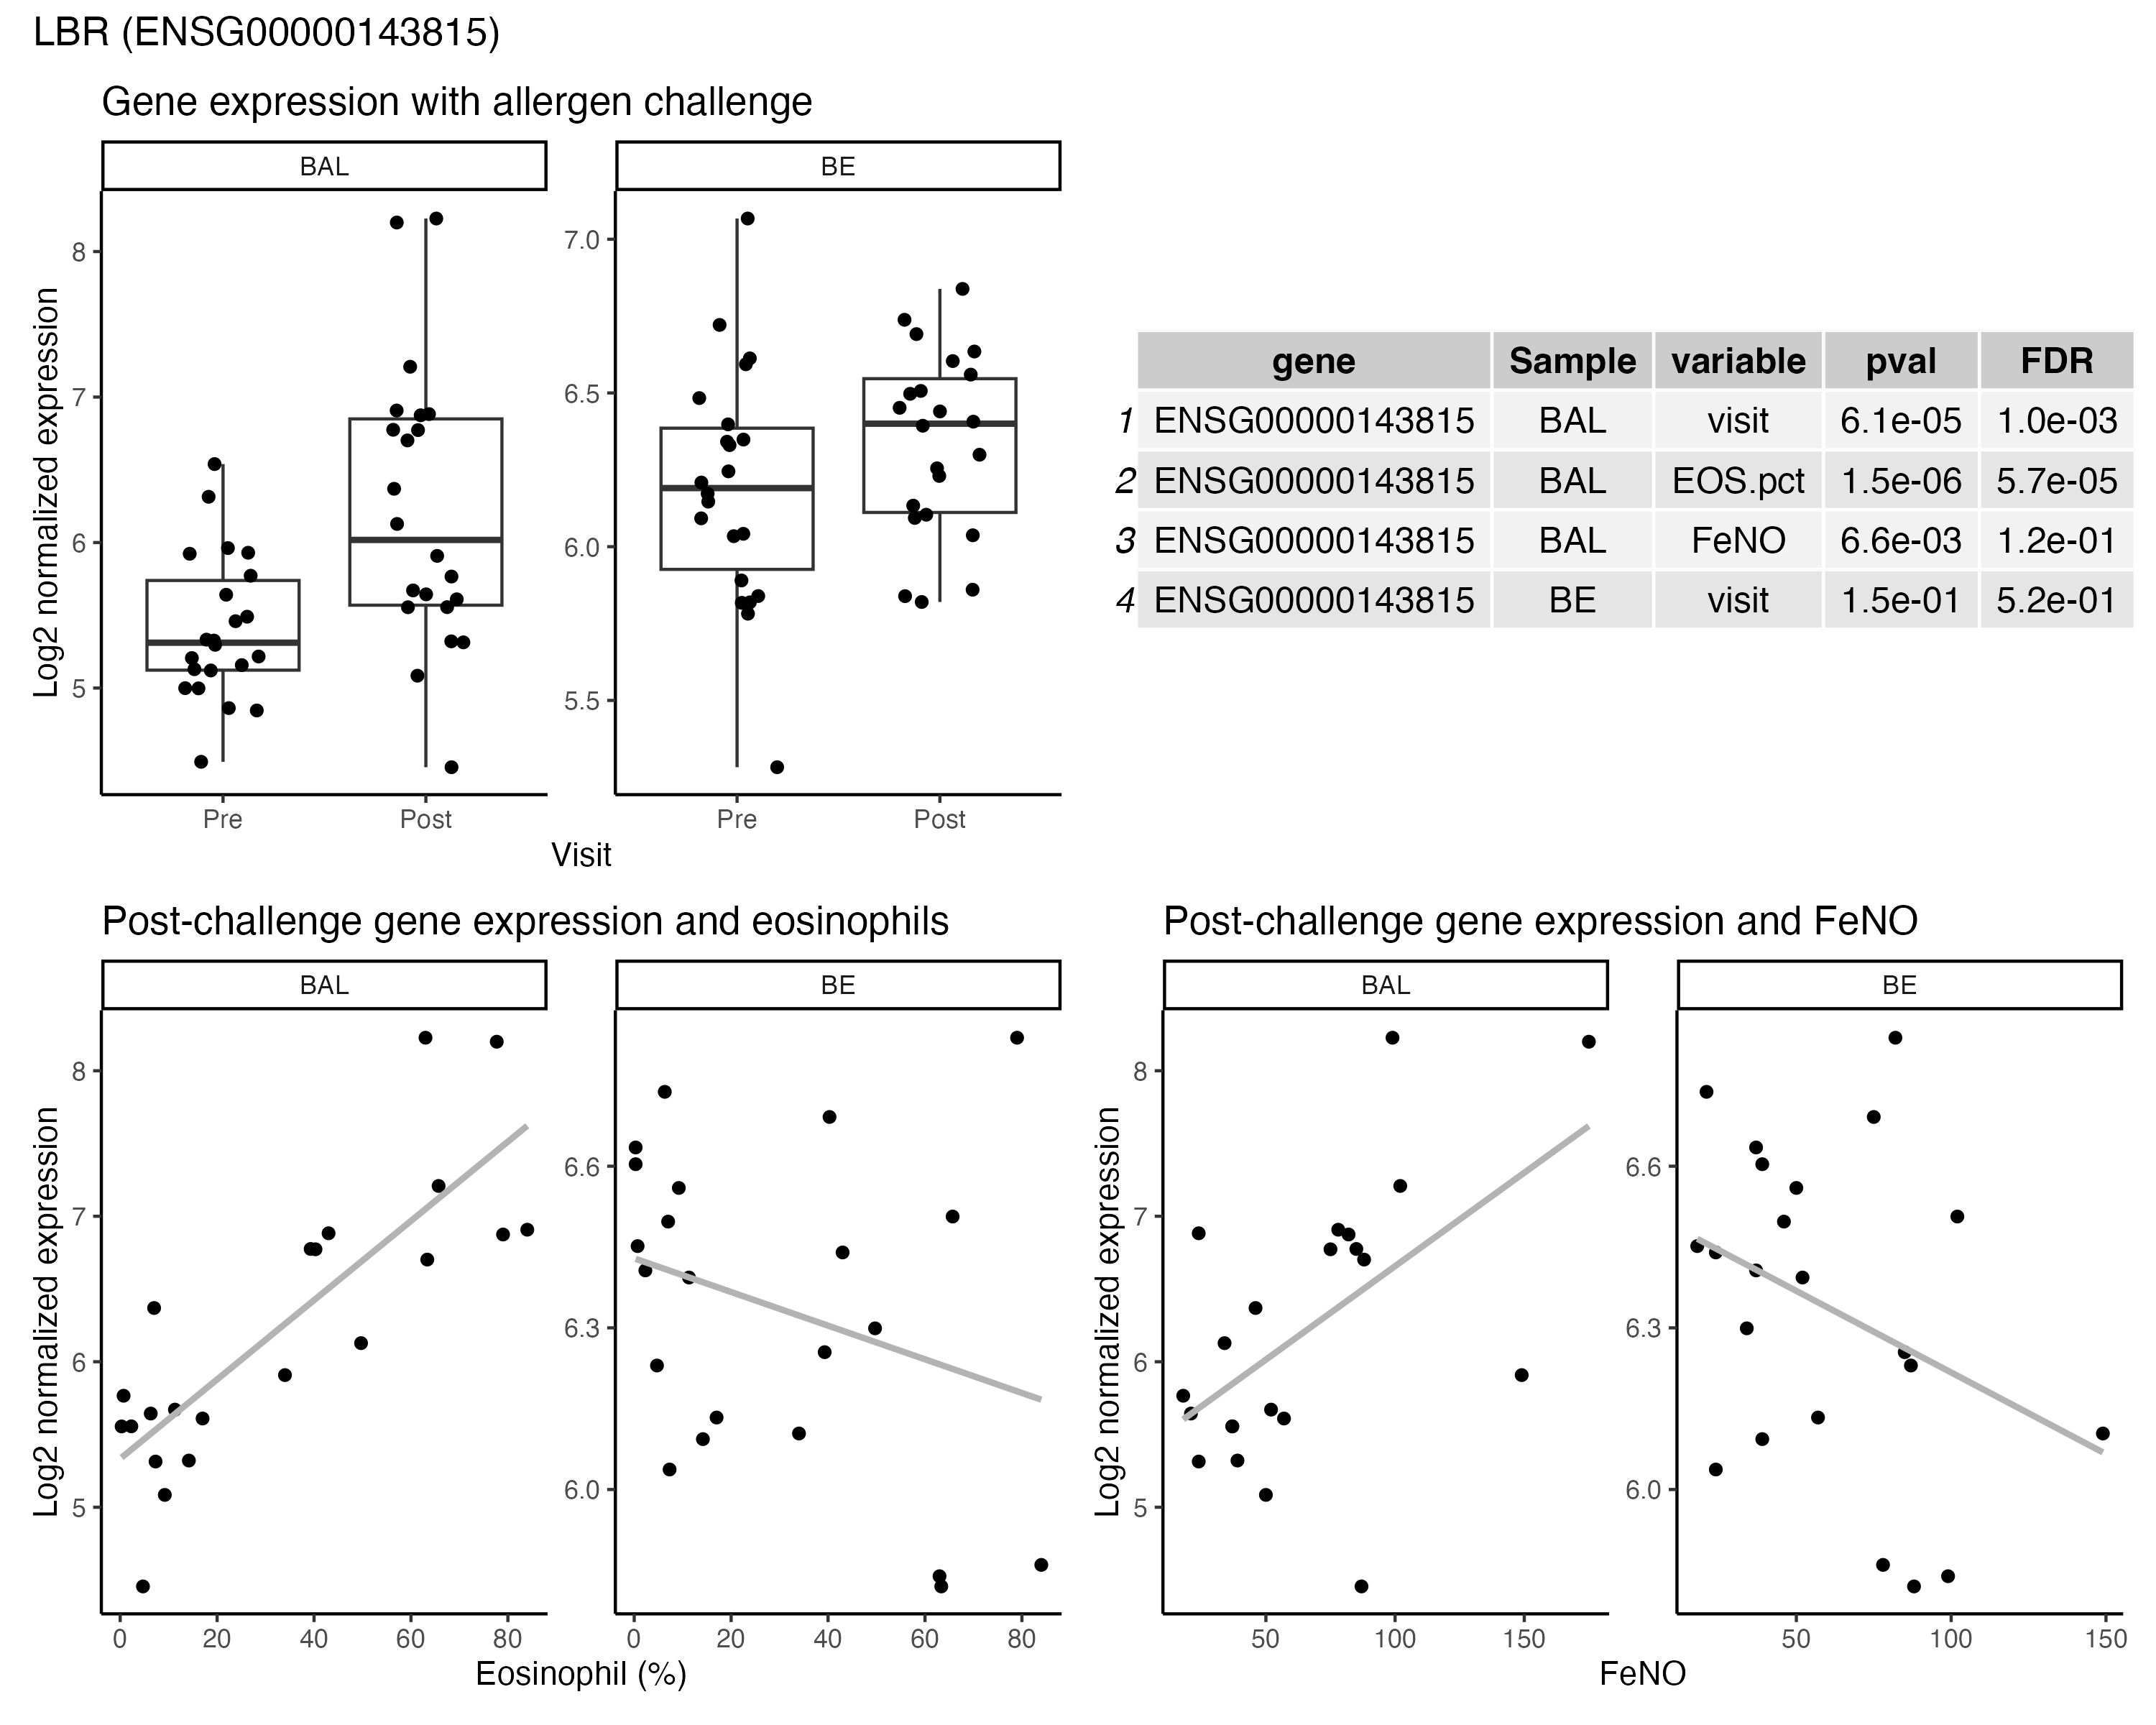 LBR (ENSG00000143815)
Gene expression with allergen challenge
BAL
BE
Log2 normalized expression
8
7
6
5
7.0
6.5
6.0
5.5
Pre
Post
Pre
Post
Visit
gene Sample variable pval FDR
1 ENSG00000143815 BAL visit 6.1e-05 1.0e-03
2 ENSG00000143815 BAL EOS.pct 1.5e-06 5.7e-05
3 ENSG00000143815 BAL FeNO 6.6e-03 1.2e-01
4 ENSG00000143815 BE visit 1.5e-01 5.2e-01
Post-challenge gene expression and eosinophils
BAL
BE
Log2 normalized expression
8
7
6
5
6.6
6.3
6.0
0 20 40 60 80
0 20 40 60 80
Eosinophil (%)
Post-challenge gene expression and FeNO
BAL
BE
Log2 normalized expression
8
7
6
5
6.6
6.3
6.0
50 100 150
50 100 150
FeNO